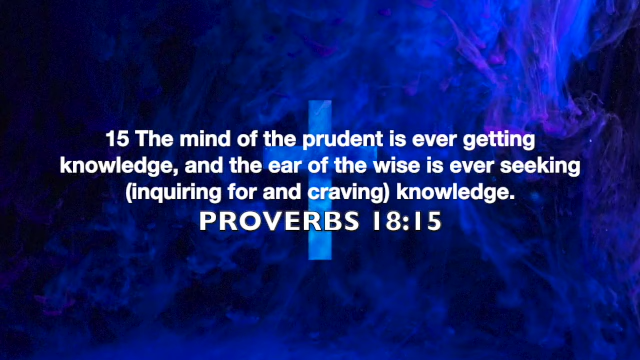 15 The mind of the prudent is ever getting
knowledge, and the ear of the wise is ever seeking
(inquiring for and craving) knowledge.
PROVERBS 18:15